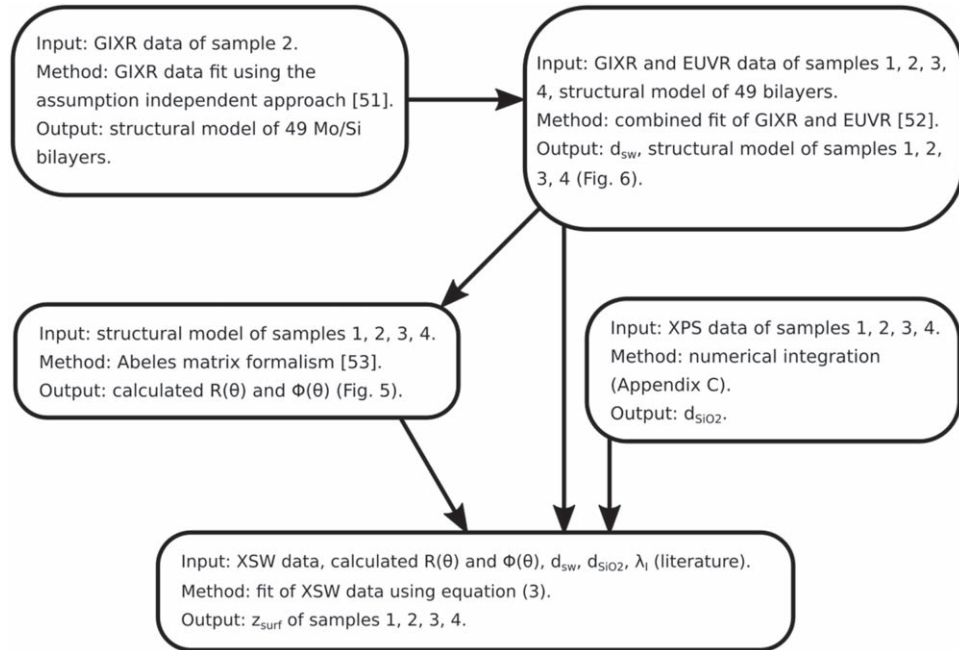 Input: GIXR data of sample 2.
Method: GIXR data fit using the
assumption independent approach [51].
Output: structural model of 49 Mo/Si
bilayers.
Input: GIXR and EUVR data of samples 1, 2, 3,
4, structural model of 49 bilayers.
Method: combined fit of GIXR and EUVR [52].
Output: d_sw, structural model of samples 1, 2,
3, 4 (Fig. 6).
Input: structural model of samples 1, 2, 3, 4.
Method: Abeles matrix formalism [53].
Output: calculated R(θ) and Φ(θ) (Fig. 5).
Input: XPS data of samples 1, 2, 3, 4.
Method: numerical integration
(Appendix C).
Output: d_SiO2.
Input: XSW data, calculated R(θ) and Φ(θ), d_sw, d_SiO2, λ_I (literature).
Method: fit of XSW data using equation (3).
Output: z_surf of samples 1, 2, 3, 4.